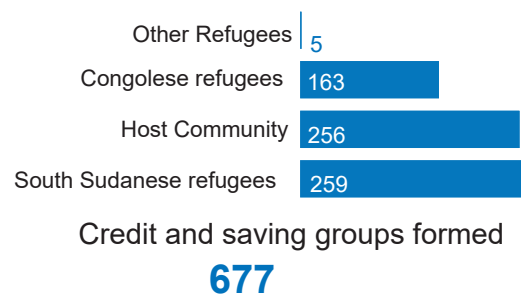 Other Refugees 5
Congolese refugees 163
Host Community 256
South Sudanese refugees 259
Credit and saving groups formed
677